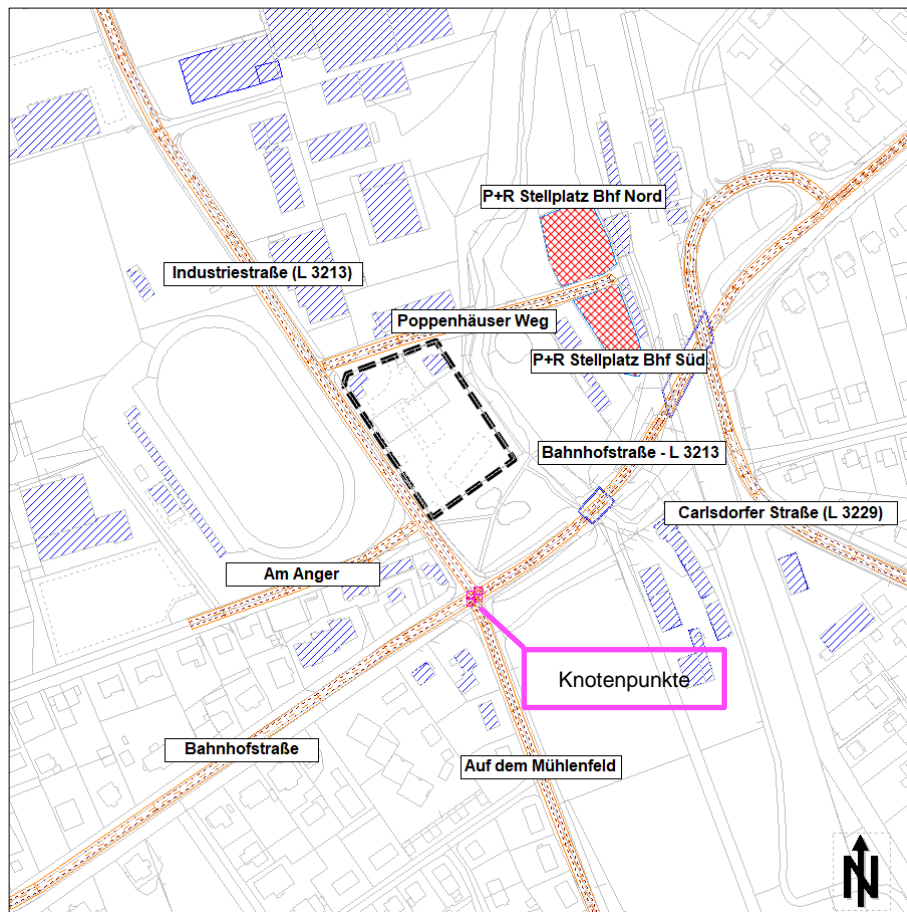 P+R Stellplatz Bhf Nord
Industriestraße (L 3213)
Poppenhäuser Weg
P+R Stellplatz Bhf Süd
Bahnhofstraße - L 3213
Carlsdorfer Straße (L 3229)
Am Anger
Knotenpunkte
Bahnhofstraße
Auf dem Mühlenfeld
N